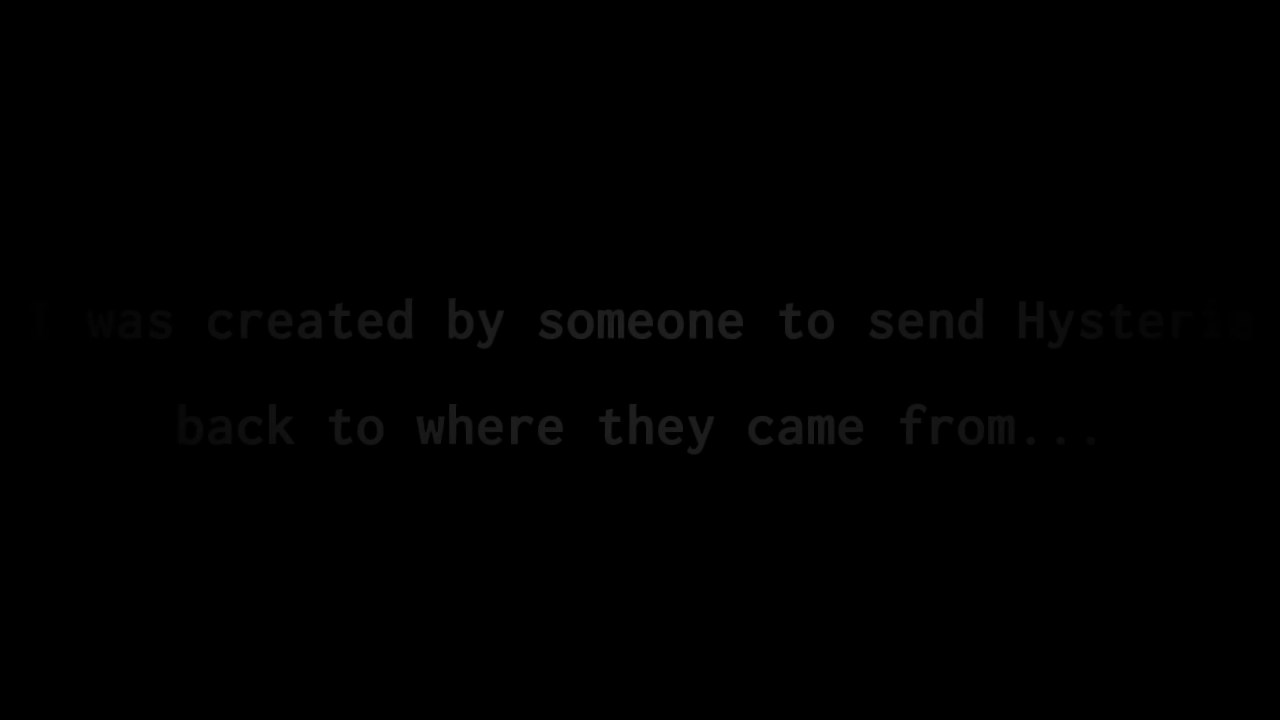 I was created by someone to send Hysteria
back to where they came from...